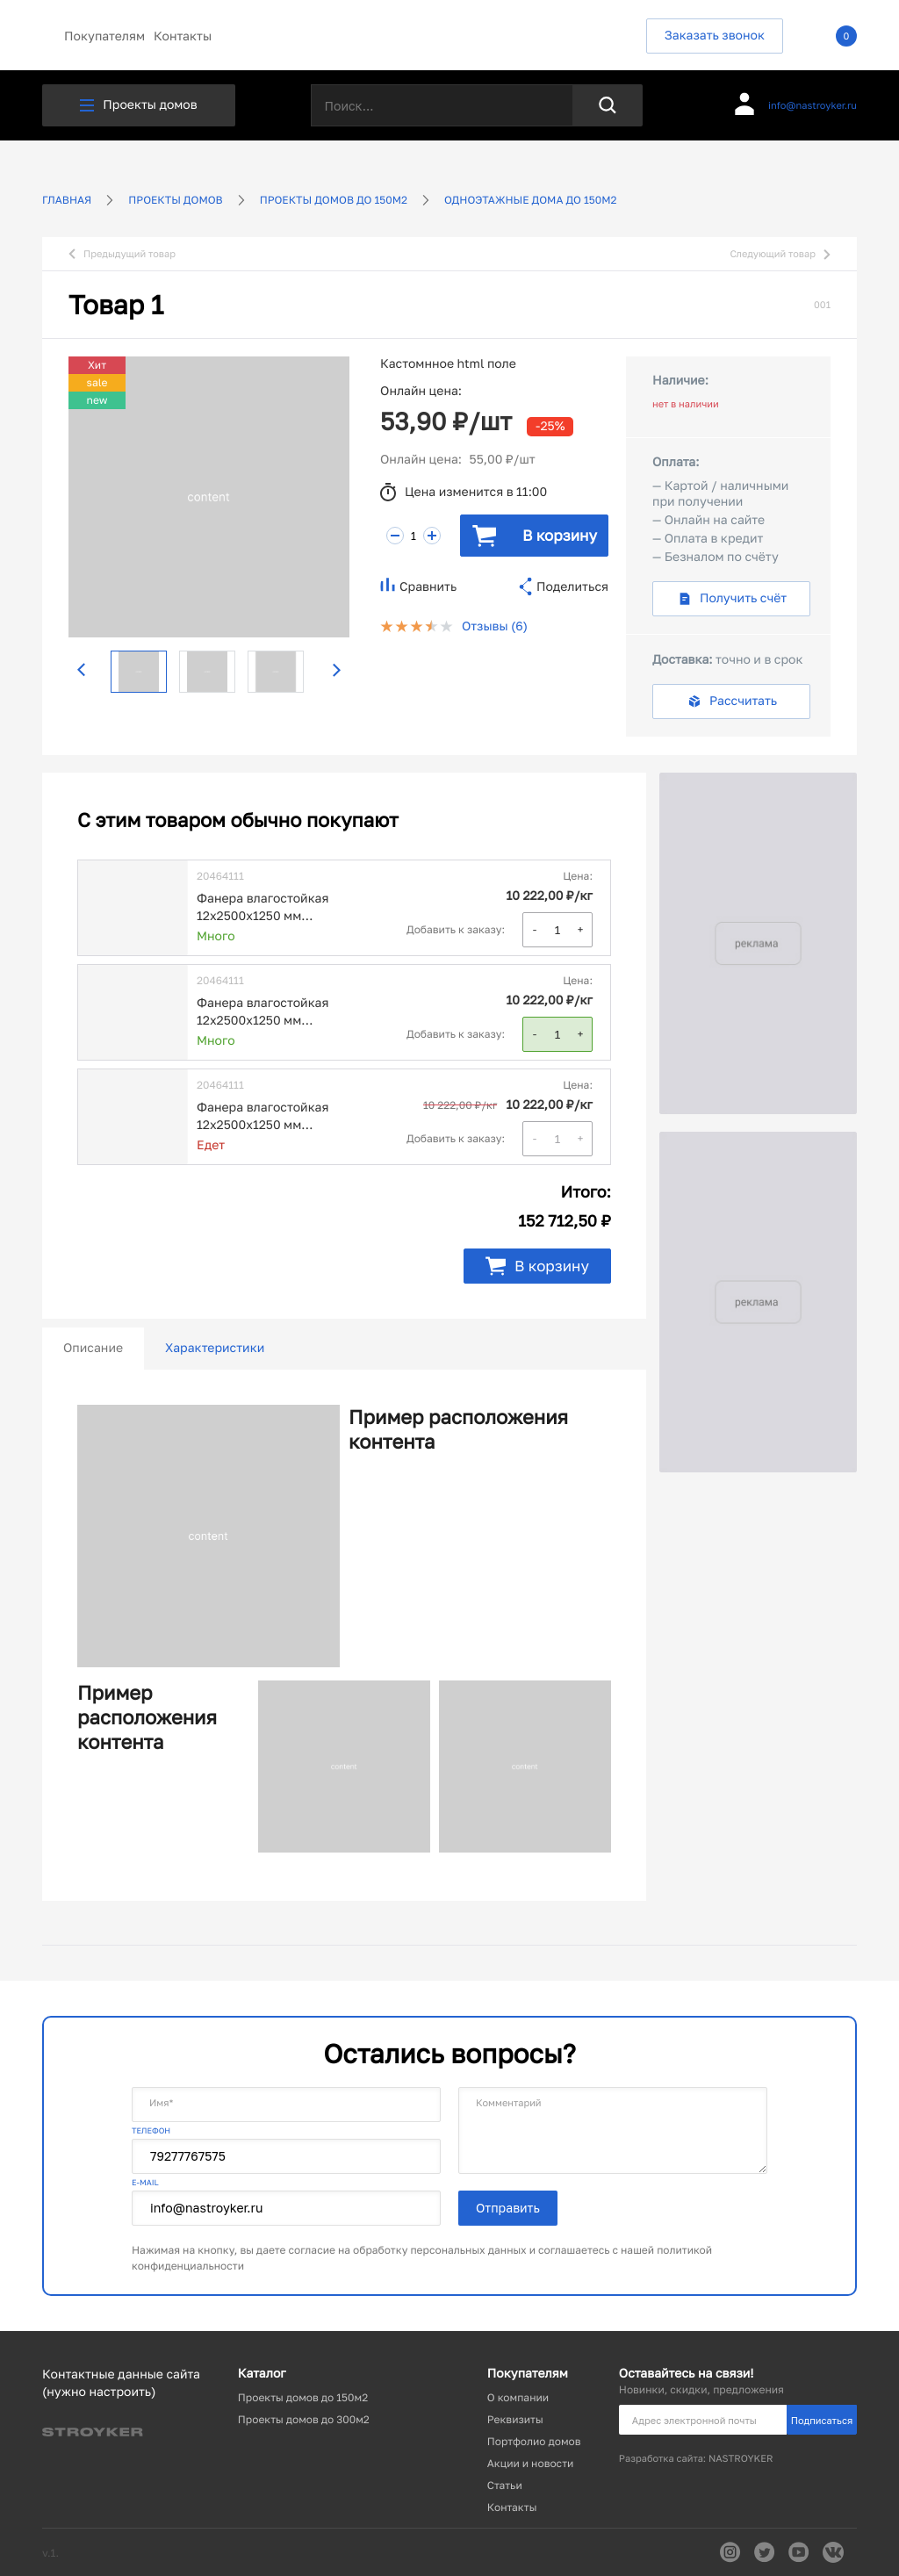 Покупателям Контакты
Заказать звонок
0
Проекты домов
Поиск...
info@nastroyker.ru
ГЛАВНАЯ
ПРОЕКТЫ ДОМОВ
ПРОЕКТЫ ДОМОВ ДО 150М2
ОДНОЭТАЖНЫЕ ДОМА ДО 150М2
Предыдущий товар
Следующий товар
Товар 1
001
Хит
sale
new
content
Кастомнное html поле
Онлайн цена:
53,90 ₽/шт
-25%
Онлайн цена: 55,00 ₽/шт
Цена изменится в 11:00
1
В корзину
Сравнить
Поделиться
Отзывы (6)
Наличие:
нет в наличии
Оплата:
— Картой / наличными
при получении
— Онлайн на сайте
— Оплата в кредит
— Безналом по счёту
Получить счёт
Доставка: точно и в срок
Рассчитать
С этим товаром обычно покупают
20464111
Фанера влагостойкая
12х2500х1250 мм...
Много
Цена:
10 222,00 ₽/кг
Добавить к заказу:
- 1 +
20464111
Фанера влагостойкая
12х2500х1250 мм...
Много
Цена:
10 222,00 ₽/кг
Добавить к заказу:
- 1 +
20464111
Фанера влагостойкая
12х2500х1250 мм...
Едет
Цена:
10 222,00 ₽/кг 10 222,00 ₽/кг
Добавить к заказу:
- 1 +
Итого:
152 712,50 ₽
В корзину
реклама
реклама
Описание
Характеристики
content
Пример расположения
контента
Пример
расположения
контента
content
content
Остались вопросы?
Имя*
ТЕЛЕФОН
79277767575
E-MAIL
info@nastroyker.ru
Комментарий
Отправить
Нажимая на кнопку, вы даете согласие на обработку персональных данных и соглашаетесь с нашей политикой
конфиденциальности
Контактные данные сайта
(нужно настроить)
STROYKER
Каталог
Проекты домов до 150м2
Проекты домов до 300м2
Покупателям
О компании
Реквизиты
Портфолио домов
Акции и новости
Статьи
Контакты
Оставайтесь на связи!
Новинки, скидки, предложения
Адрес электронной почты
Подписаться
Разработка сайта: NASTROYKER
v.1.